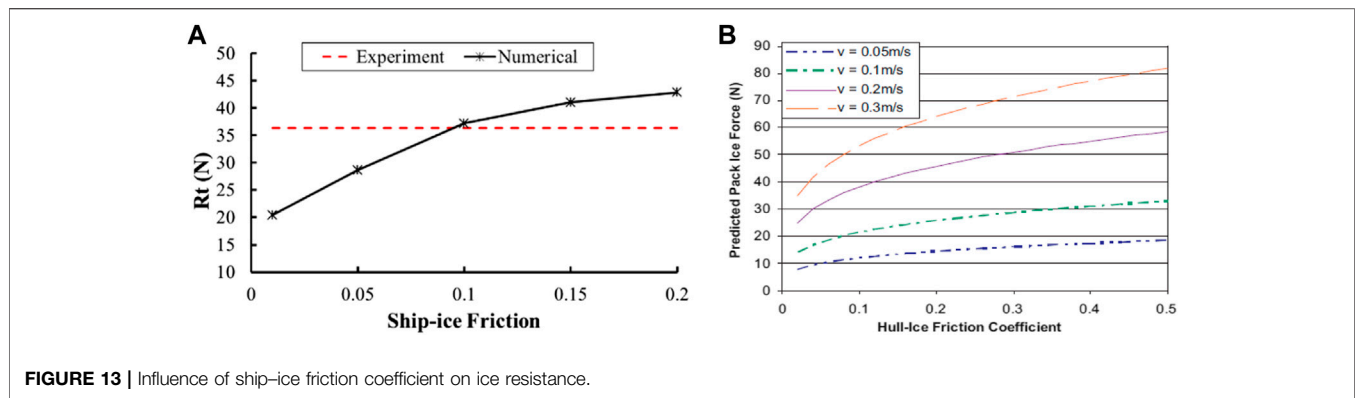 A
Experiment
Numerical
50
45
40
35
30
25
20
15
10
Rt (N)
0 0.05 0.1 0.15 0.2
Ship-ice Friction
B
v = 0.05m/s
v = 0.1m/s
v = 0.2m/s
v = 0.3m/s
90
80
70
60
50
40
30
20
10
0
Predicted Pack Ice Force (N)
0 0.1 0.2 0.3 0.4 0.5
Hull-Ice Friction Coefficient
FIGURE 13 | Influence of ship–ice friction coefficient on ice resistance.